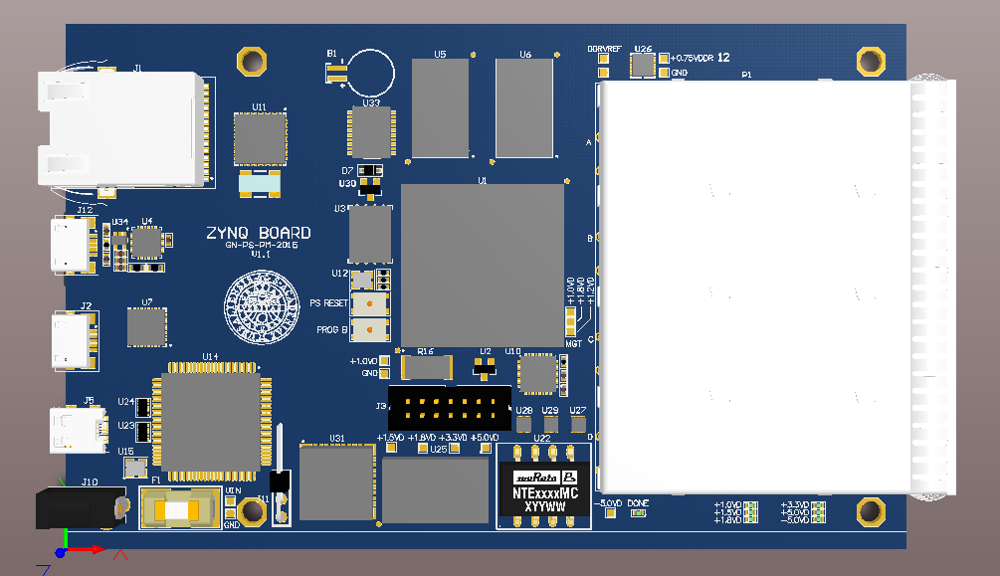 B1
U5
U6
DDRVREF
U26
+0.75VDDR 12
GND
P1
J1
U11
U33
A
D7
U30
U1
J12
U34
U4
U3
ZYNQ BOARD
GN-PS-PM-2015
V1.1
B
U12
+1.0VD
+1.8VD
+1.2VD
J2
U7
PS RESET
PROG B
MGT
C
U14
+1.0VD
GND
R16
U2
U10
J5
U24
U23
J3
U28
U29
U27
+1.5VD
+1.8VD
+3.3VD
+5.0VD
D
U31
U25
U22
U15
J10
F1
VIN
GND
J11
muRata Ps
NTExxxxMC
XYYWW
-5.0VD
DONE
+1.0VD
+1.5VD
+1.8VD
+3.3VD
+5.0VD
-5.0VD
X
Z